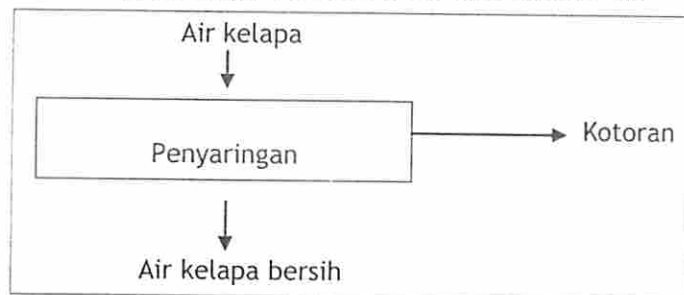 Air kelapa
Kotoran
Penyaringan
Air kelapa bersih